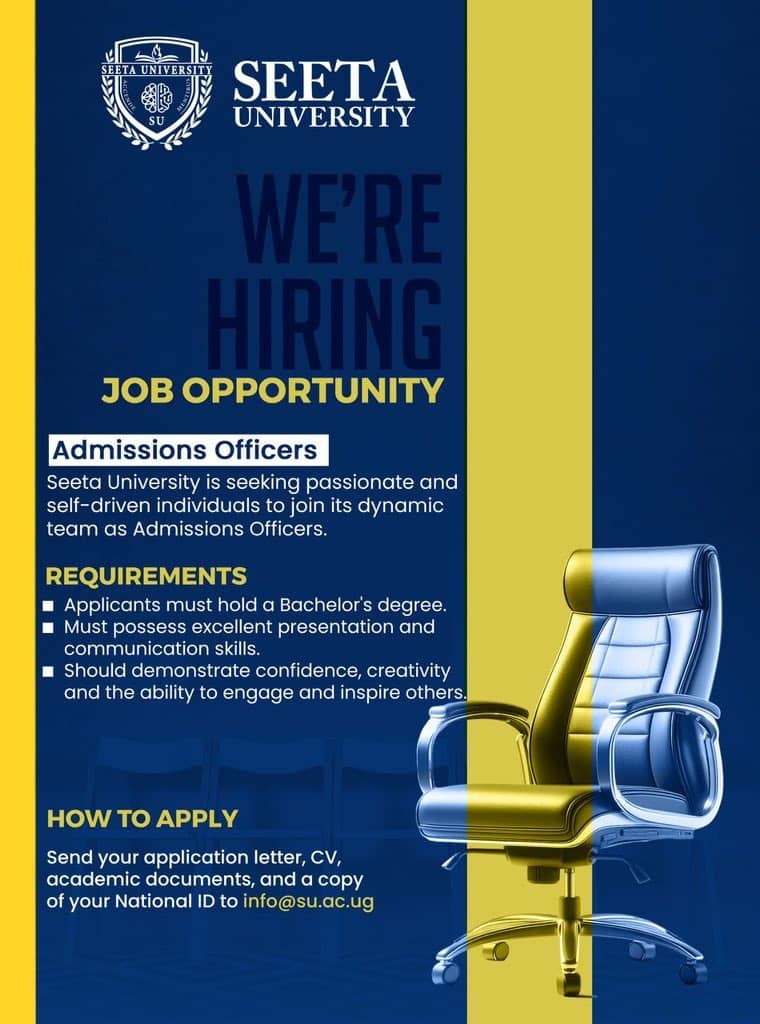 SEETA UNIVERSITY
ACCENDE
MENTIBUS
SU
SEETA
UNIVERSITY
WE'RE
HIRING
JOB OPPORTUNITY
Admissions Officers
Seeta University is seeking passionate and
self-driven individuals to join its dynamic
team as Admissions Officers.
REQUIREMENTS
Applicants must hold a Bachelor's degree.
Must possess excellent presentation and
communication skills.
Should demonstrate confidence, creativity
and the ability to engage and inspire others.
HOW TO APPLY
Send your application letter, CV,
academic documents, and a copy
of your National ID to info@su.ac.ug